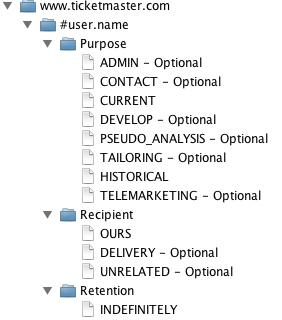 www.ticketmaster.com
#user.name
Purpose
ADMIN - Optional
CONTACT - Optional
CURRENT
DEVELOP - Optional
PSEUDO_ANALYSIS - Optional
TAILORING - Optional
HISTORICAL
TELEMARKETING - Optional
Recipient
OURS
DELIVERY - Optional
UNRELATED - Optional
Retention
INDEFINITELY